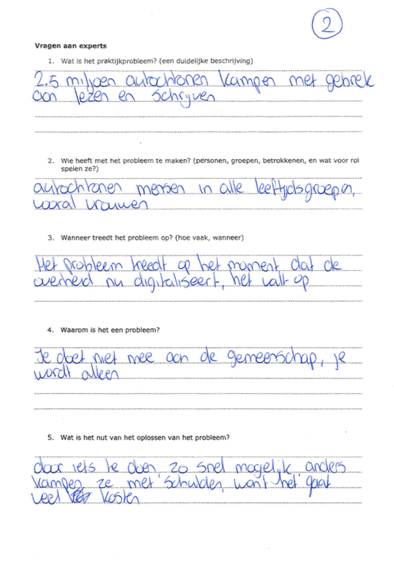 2
Vragen aan experts
1. Wat is het praktijkprobleem? (een duidelijke beschrijving)
2.5 miljoen autochtonen kampen met gebrek
aan lezen en schrijven
2. Wie heeft met het probleem te maken? (personen, groepen, betrokkenen, en wat voor rol
spelen ze?)
autochtonen mensen in alle leeftijdsgroepen,
vooral vrouwen
3. Wanneer treedt het probleem op? (hoe vaak, wanneer)
Het probleem treedt op het moment dat de
overheid nu digitaliseert, het valt op
4. Waarom is het een probleem?
Je doet niet mee aan de gemeenschap, je
wordt alleen
5. Wat is het nut van het oplossen van het probleem?
door iets te doen zo snel mogelijk anders
kampen ze met schulden want het gaat
veel kosten